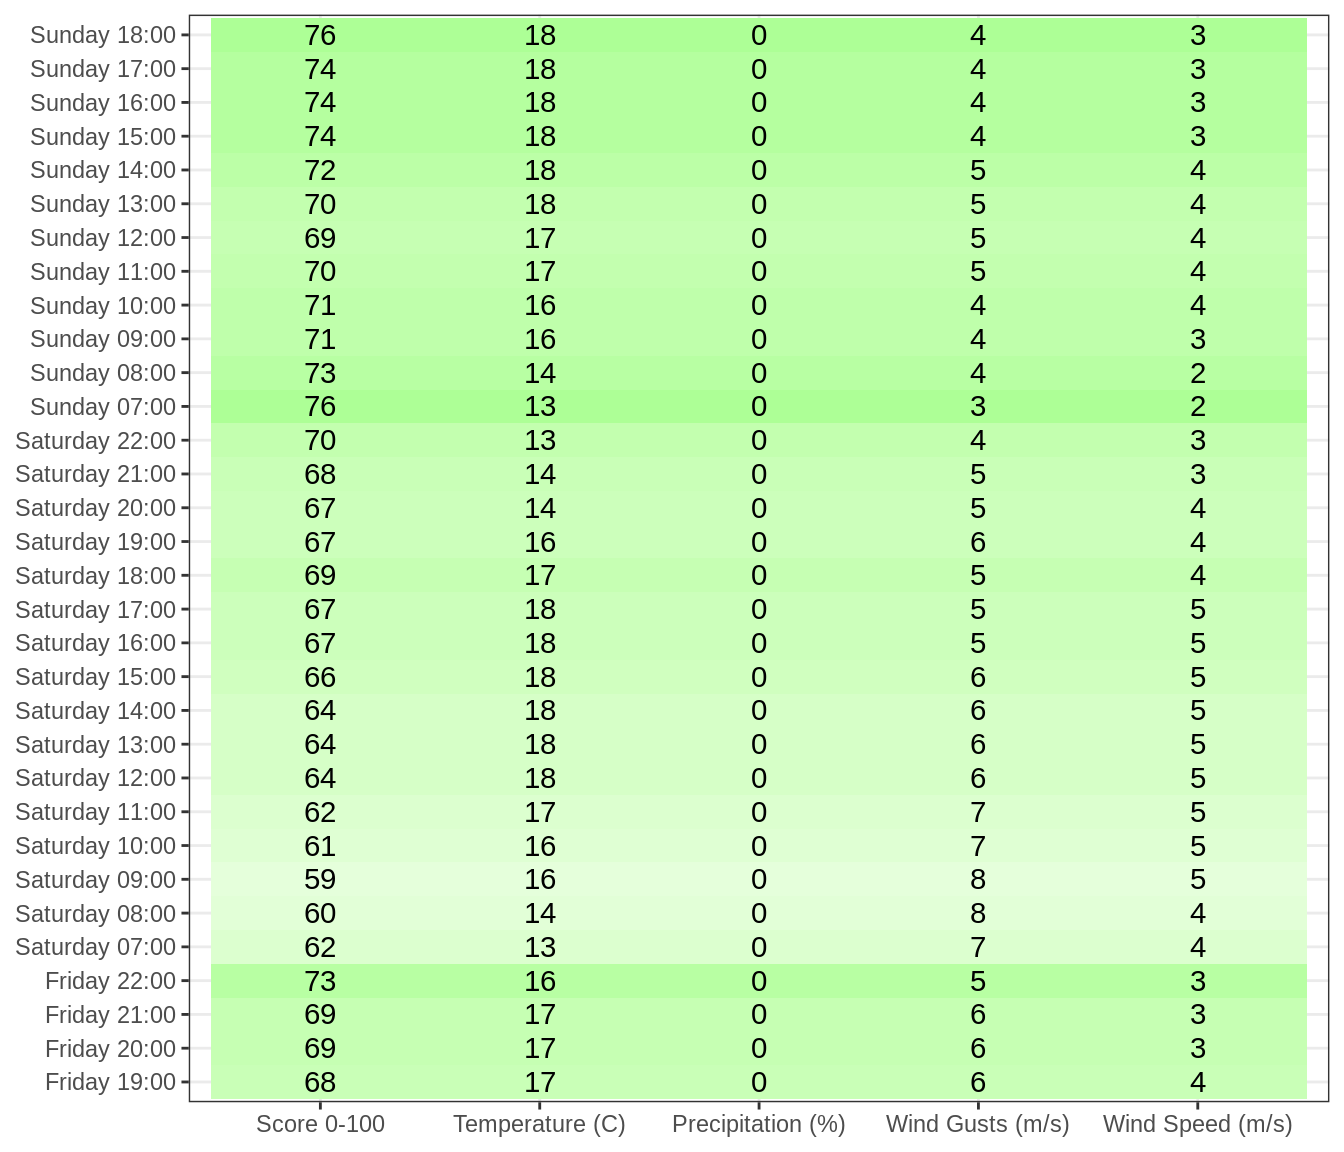 Sunday 18:00 76 18 0 4 3
Sunday 17:00 74 18 0 4 3
Sunday 16:00 74 18 0 4 3
Sunday 15:00 74 18 0 4 3
Sunday 14:00 72 18 0 5 4
Sunday 13:00 70 18 0 5 4
Sunday 12:00 69 17 0 5 4
Sunday 11:00 70 17 0 5 4
Sunday 10:00 71 16 0 4 4
Sunday 09:00 71 16 0 4 3
Sunday 08:00 73 14 0 4 2
Sunday 07:00 76 13 0 3 2
Saturday 22:00 70 13 0 4 3
Saturday 21:00 68 14 0 5 3
Saturday 20:00 67 14 0 5 4
Saturday 19:00 67 16 0 6 4
Saturday 18:00 69 17 0 5 4
Saturday 17:00 67 18 0 5 5
Saturday 16:00 67 18 0 5 5
Saturday 15:00 66 18 0 6 5
Saturday 14:00 64 18 0 6 5
Saturday 13:00 64 18 0 6 5
Saturday 12:00 64 18 0 6 5
Saturday 11:00 62 17 0 7 5
Saturday 10:00 61 16 0 7 5
Saturday 09:00 59 16 0 8 5
Saturday 08:00 60 14 0 8 4
Saturday 07:00 62 13 0 7 4
Friday 22:00 73 16 0 5 3
Friday 21:00 69 17 0 6 3
Friday 20:00 69 17 0 6 3
Friday 19:00 68 17 0 6 4
Score 0-100 Temperature (C) Precipitation (%) Wind Gusts (m/s) Wind Speed (m/s)